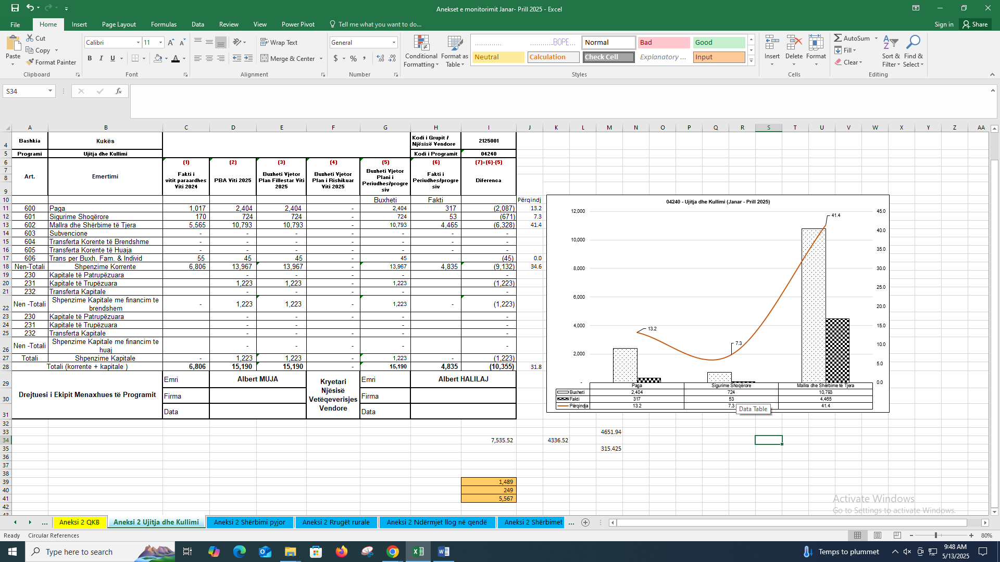 Anekset e monitorimit Janar- Prill 2025 - Excel
File Home Insert Page Layout Formulas Data Review View Power Pivot Tell me what you want to do... Sign in Share
Paste Cut Copy Format Painter
Clipboard
Calibri 11 A A
B I U A
Font
Wrap Text
Merge & Center
Alignment
General
$ % ,
Number
Conditional Formatting Format as Table
..............BOPE... Normal Bad Good
Neutral Calculation Check Cell Explanatory ... Input
Styles
Insert Delete Format
Cells
AutoSum
Fill
Clear
Sort & Filter Find & Select
Editing
S34 fx
A B C D E F G H I J K L M N O P Q R S T U V W X Y Z AA
4 Bashkia Kukës Kodi i Grupit / Njësisë Vendore 2125001
5 Programi Ujitja dhe Kullimi Kodi i Programit 04240
6 (1) (2) (3) (4) (5) (6) (7)=(6)-(5)
7
8
9 Art. Emertimi Fakti i vitit paraardhes Viti 2024 PBA Viti 2025 Buxheti Vjetor Plan Fillestar Viti 2025 Buxheti Vjetor Plan i Rishikuar Viti 2025 Buxheti Vjetor Plani i Periudhes/progresiv Fakti i Periudhes/progresiv Diferenca
10 Buxheti Fakti Përqindj
11 600 Paga 1,017 2,404 2,404 - 2,404 317 (2,087) 13.2
12 601 Sigurime Shoqërore 170 724 724 - 724 53 (671) 7.3
13 602 Mallra dhe Shërbime të Tjera 5,565 10,793 10,793 - 10,793 4,465 (6,328) 41.4
14 603 Subvencione - - - - - - -
15 604 Transferta Korente të Brendshme - - - - - - -
16 605 Transferta Korente të Huaja - - - - - - -
17 606 Trans per Buxh. Fam. & Individ 55 45 45 - 45 (45) 0.0
18 Nen-Totali Shpenzime Korrente 6,806 13,967 13,967 - 13,967 4,835 (9,132) 34.6
19 230 Kapitale të Patrupëzuara - - - - -
20 231 Kapitale të Trupëzuara 1,223 1,223 - 1,223 (1,223)
21 232 Transferta Kapitale - - - - -
22 Nen -Totali Shpenzime Kapitale me financim te brendshem - 1,223 1,223 - 1,223 - (1,223)
23 230 Kapitale të Patrupëzuara - - - - -
24 231 Kapitale të Trupëzuara - - - -
25 232 Transferta Kapitale - - - - -
26 Nen -Totali Shpenzime Kapitale me financim te huaj - - - - -
27 Totali Shpenzime Kapitale - 1,223 1,223 - 1,223 - (1,223)
28 Totali (korrente + kapitale ) 6,806 15,190 15,190 - 15,190 4,835 (10,355) 31.8
29 Drejtuesi i Ekipit Menaxhues të Programit Emri Albert MUJA Kryetari Njësisë Vetëqeverisjes Vendore Emri Albert HALILAJ
30 Firma Firma
31 Data Data
32
33 4651.94
34 7,535.52 4336.52
35 315.425
36
37
38
39 1,489
40 249
41 5,567
42
43
04240 - Ujitja dhe Kullimi (Janar - Prill 2025)
12,000 45.0
41.4
40.0
10,000
35.0
8,000 30.0
25.0
6,000
20.0
4,000 15.0
13.2
10.0
7.3
2,000
5.0
- 0.0
Paga Sigurime Shoqërore Mallra dhe Shërbime të Tjera
Buxheti 2,404 724 10,793
Fakti 317 53 4,465
Përqindja 13.2 7.3 41.4
Data Table
Activate Windows
Go to Settings to activate Windows.
... Aneksi 2 QKB Aneksi 2 Ujitja dhe Kullimi Aneksi 2 Shërbimi pyjor Aneksi 2 Rrugët rurale Aneksi 2 Ndërmjet llog në qendë Aneksi 2 Shërbimet ...
Ready Circular References 80%
Type here to search Temps to plummet 9:48 AM
5/13/2025